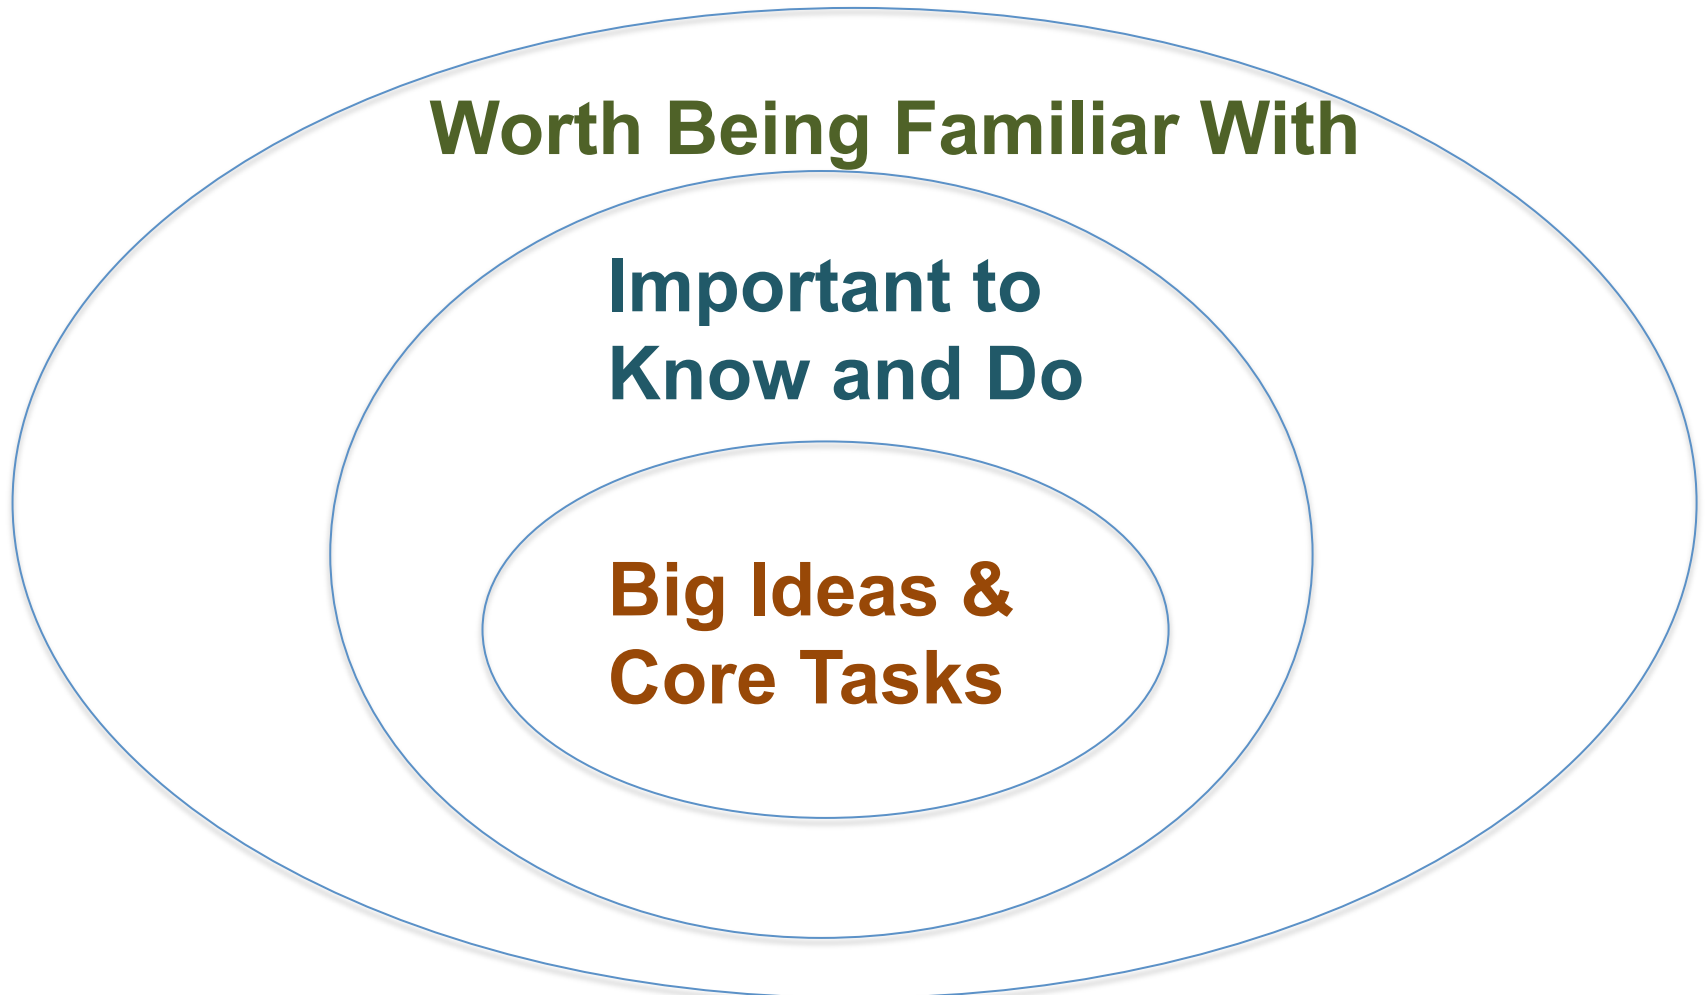 Worth Being Familiar With
Important to
Know and Do
Big Ideas &
Core Tasks